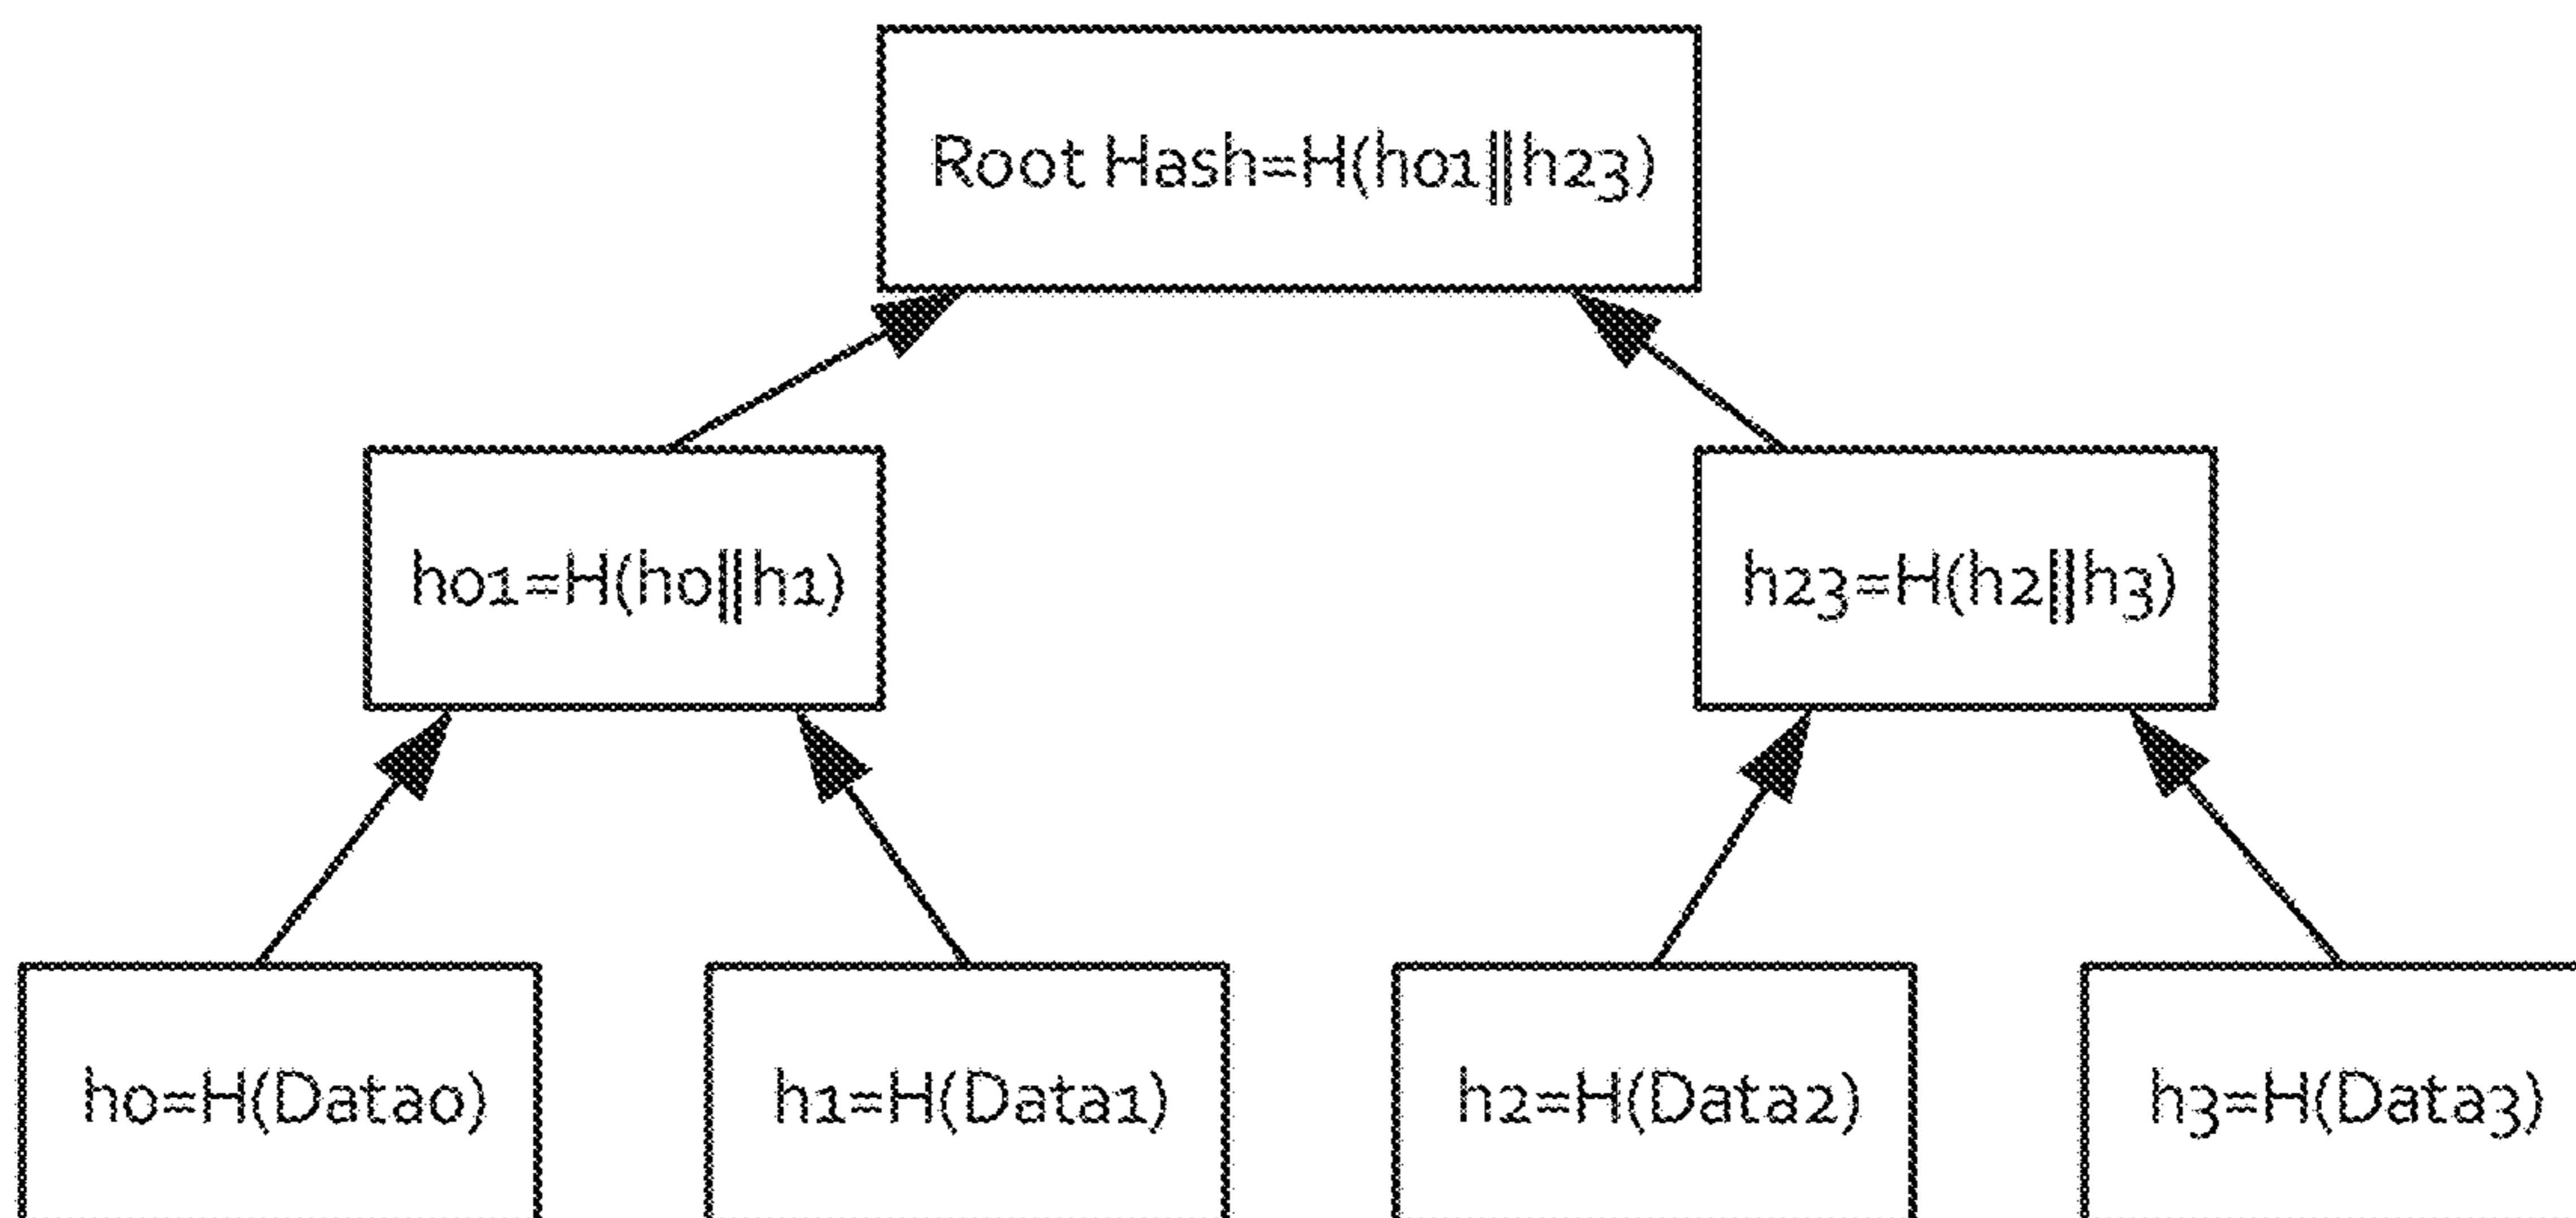 Root Hash=H(h01||h23)
h01=H(h0||h1)
h23=H(h2||h3)
h0=H(Data0)
h1=H(Data1)
h2=H(Data2)
h3=H(Data3)